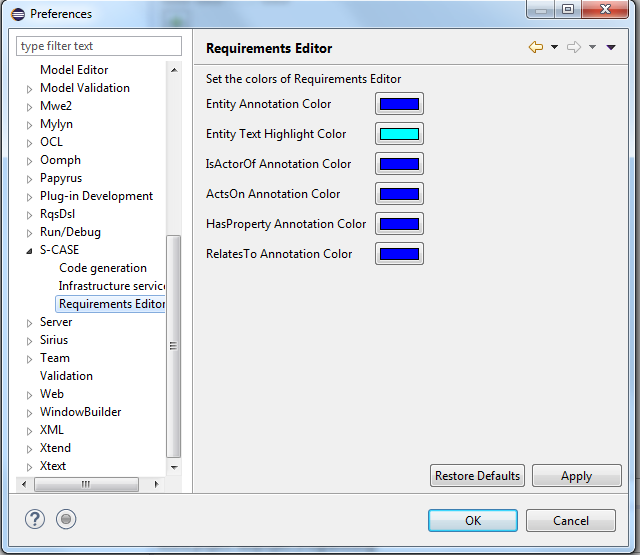 Preferences
type filter text
Model Editor
Model Validation
Mwe2
Mylyn
OCL
Oomph
Papyrus
Plug-in Development
RqsDsl
Run/Debug
S-CASE
Code generation
Infrastructure servic
Requirements Editor
Server
Sirius
Team
Validation
Web
WindowBuilder
XML
Xtend
Xtext
Requirements Editor
Set the colors of Requirements Editor
Entity Annotation Color
Entity Text Highlight Color
IsActorOf Annotation Color
ActsOn Annotation Color
HasProperty Annotation Color
RelatesTo Annotation Color
Restore Defaults Apply
? OK Cancel